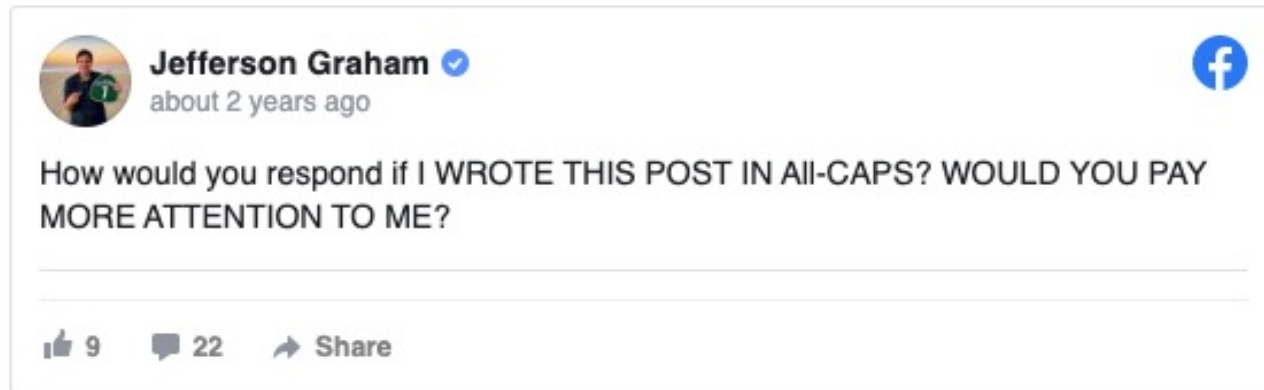 Jefferson Graham
about 2 years ago
How would you respond if I WROTE THIS POST IN All-CAPS? WOULD YOU PAY
MORE ATTENTION TO ME?
9 22 Share